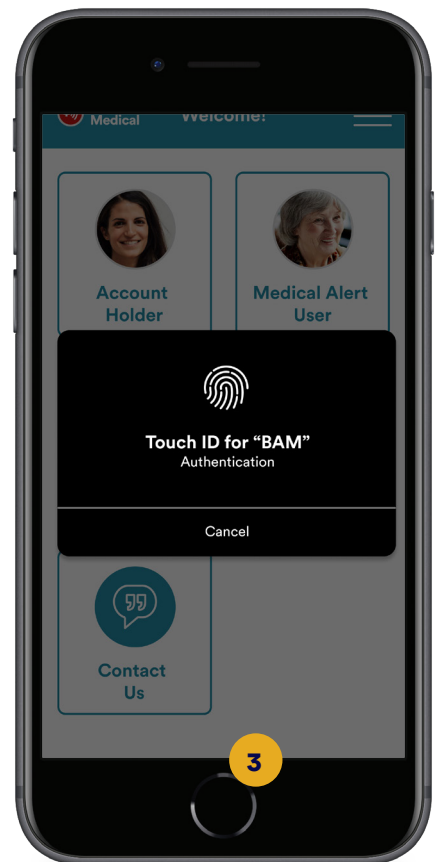 Medical
Welcome!
Account
Holder
Medical Alert
User
Touch ID for “BAM”
Authentication
Cancel
Contact
Us
3